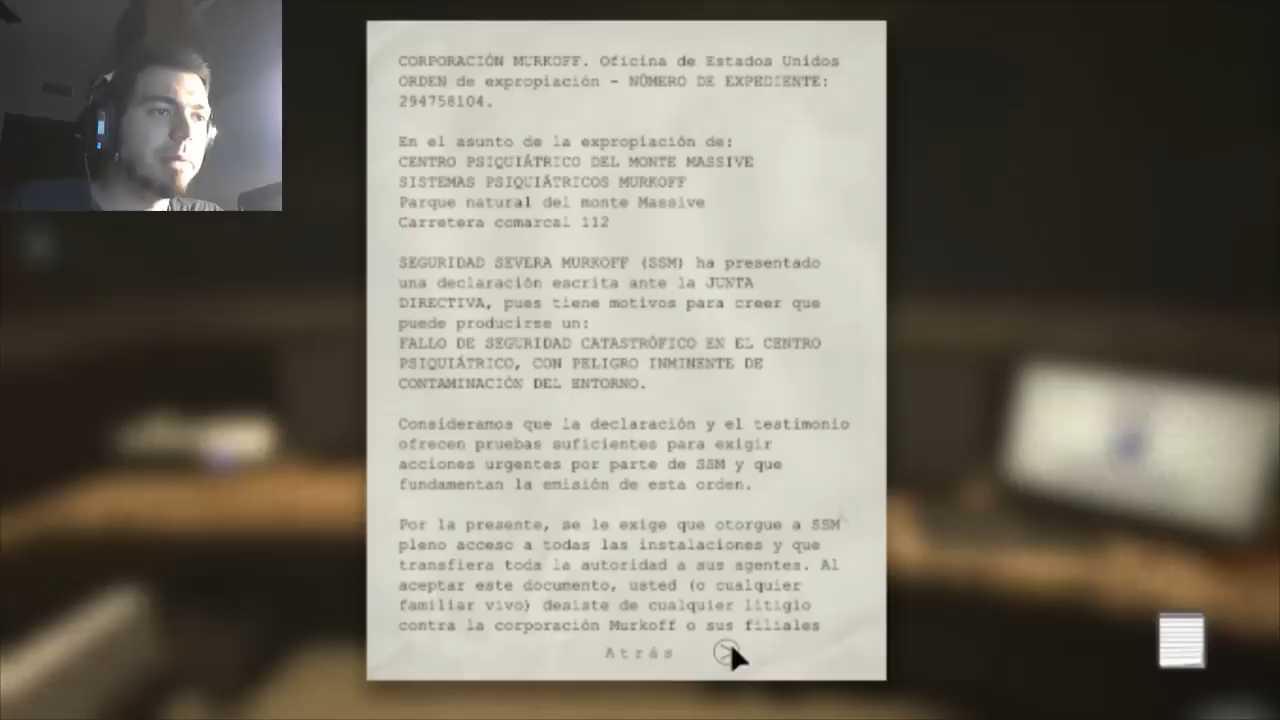 CORPORACIÓN MURKOFF. Oficina de Estados Unidos
ORDEN de expropiación - NÚMERO DE EXPEDIENTE:
294758104.
En el asunto de la expropiación de:
CENTRO PSIQUIÁTRICO DEL MONTE MASSIVE
SISTEMAS PSIQUIÁTRICOS MURKOFF
Parque natural del monte Massive
Carretera comarcal 112
SEGURIDAD SEVERA MURKOFF (SSM) ha presentado
una declaración escrita ante la JUNTA
DIRECTIVA, pues tiene motivos para creer que
puede producirse un:
FALLO DE SEGURIDAD CATASTRÓFICO EN EL CENTRO
PSIQUIÁTRICO, CON PELIGRO INMINENTE DE
CONTAMINACIÓN DEL ENTORNO.
Consideramos que la declaración y el testimonio
ofrecen pruebas suficientes para exigir
acciones urgentes por parte de SSM y que
fundamentan la emisión de esta orden.
Por la presente, se le exige que otorgue a SSM
pleno acceso a todas las instalaciones y que
transfiera toda la autoridad a sus agentes. Al
aceptar este documento, usted (o cualquier
familiar vivo) desiste de cualquier litigio
contra la corporación Murkoff o sus filiales
Atrás